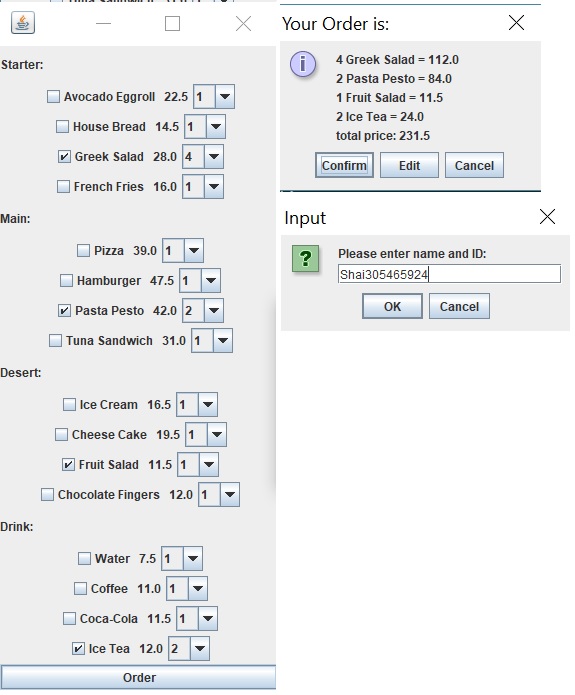 Starter:
Avocado Eggroll 22.5 1
House Bread 14.5 1
Greek Salad 28.0 4
French Fries 16.0 1
Main:
Pizza 39.0 1
Hamburger 47.5 1
Pasta Pesto 42.0 2
Tuna Sandwich 31.0 1
Desert:
Ice Cream 16.5 1
Cheese Cake 19.5 1
Fruit Salad 11.5 1
Chocolate Fingers 12.0 1
Drink:
Water 7.5 1
Coffee 11.0 1
Coca-Cola 11.5 1
Ice Tea 12.0 2
Order
Your Order is:
4 Greek Salad = 112.0
2 Pasta Pesto = 84.0
1 Fruit Salad = 11.5
2 Ice Tea = 24.0
total price: 231.5
Confirm Edit Cancel
Input
Please enter name and ID:
Shai305465924
OK Cancel